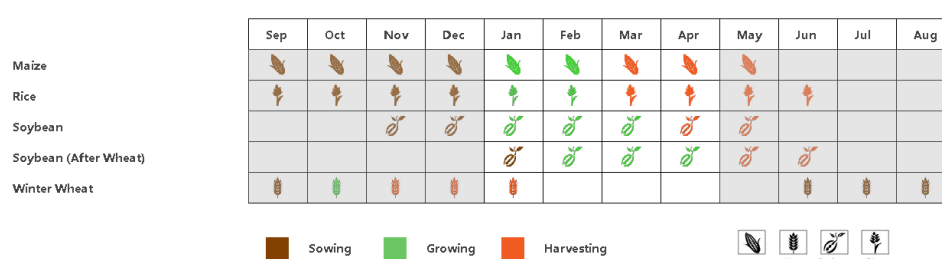 Sep Oct Nov Dec Jan Feb Mar Apr May Jun Jul Aug
Maize
Rice
Soybean
Soybean (After Wheat)
Winter Wheat
Sowing Growing Harvesting